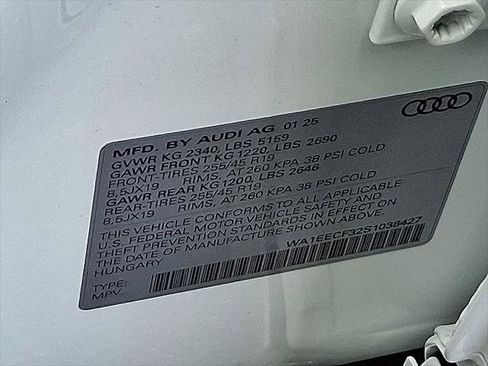 MFD. BY AUDI AG 01 25
GVWR KG 2340, LBS 5159
GAWR FRONT KG 1220, LBS 2690
FRONT-TIRES 255/45 R19
8,5JX19 RIMS, AT 260 KPA 38 PSI COLD
GAWR REAR KG 1200, LBS 2646
REAR-TIRES 255/45 R19
8,5JX19 RIMS, AT 260 KPA 38 PSI COLD
THIS VEHICLE CONFORMS TO ALL APPLICABLE
U.S. FEDERAL MOTOR VEHICLE SAFETY AND
THEFT PREVENTION STANDARDS IN EFFECT ON
THE DATE OF MANUFACTURE SHOWN ABOVE
HUNGARY
WA1EECF32S1038427
TYPE:
MPV